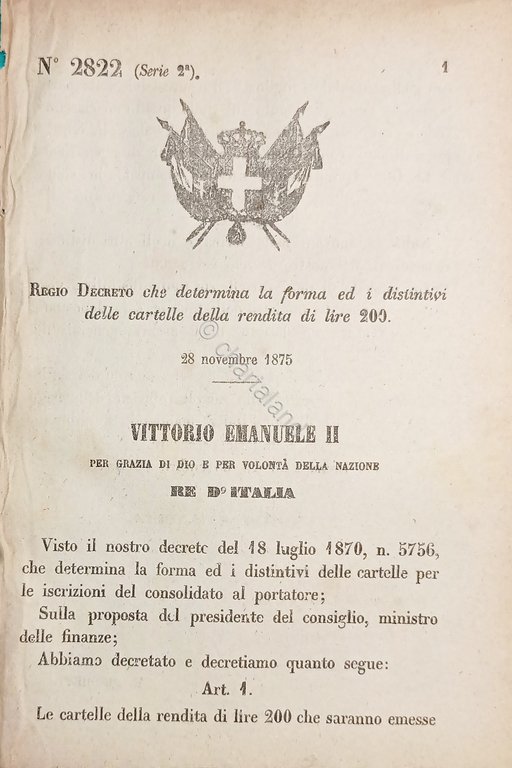 N° 2822 (Serie 2ª). 1
REGIO DECRETO che determina la forma ed i distintivi
delle cartelle della rendita di lire 200.
© chartaland
28 novembre 1875
VITTORIO EMANUELE II
PER GRAZIA DI DIO E PER VOLONTÀ DELLA NAZIONE
RE D'ITALIA
Visto il nostro decreto del 18 luglio 1870, n. 5756,
che determina la forma ed i distintivi delle cartelle per
le iscrizioni del consolidato al portatore;
Sulla proposta del presidente del consiglio, ministro
delle finanze;
Abbiamo decretato e decretiamo quanto segue:
Art. 1.
Le cartelle della rendita di lire 200 che saranno emesse